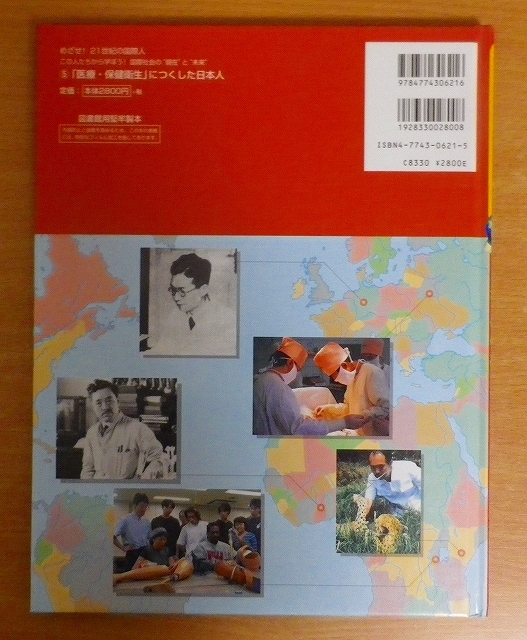 めざせ! 21世紀の国際人
この人たちから学ぼう! 国際社会の"現在"と"未来"
5「医療・保健衛生」につくした日本人
定価:本体2800円+税
図書館用堅牢製本
9784774306216
1928330028008
ISBN4-7743-0621-5
C8330 ¥2800E